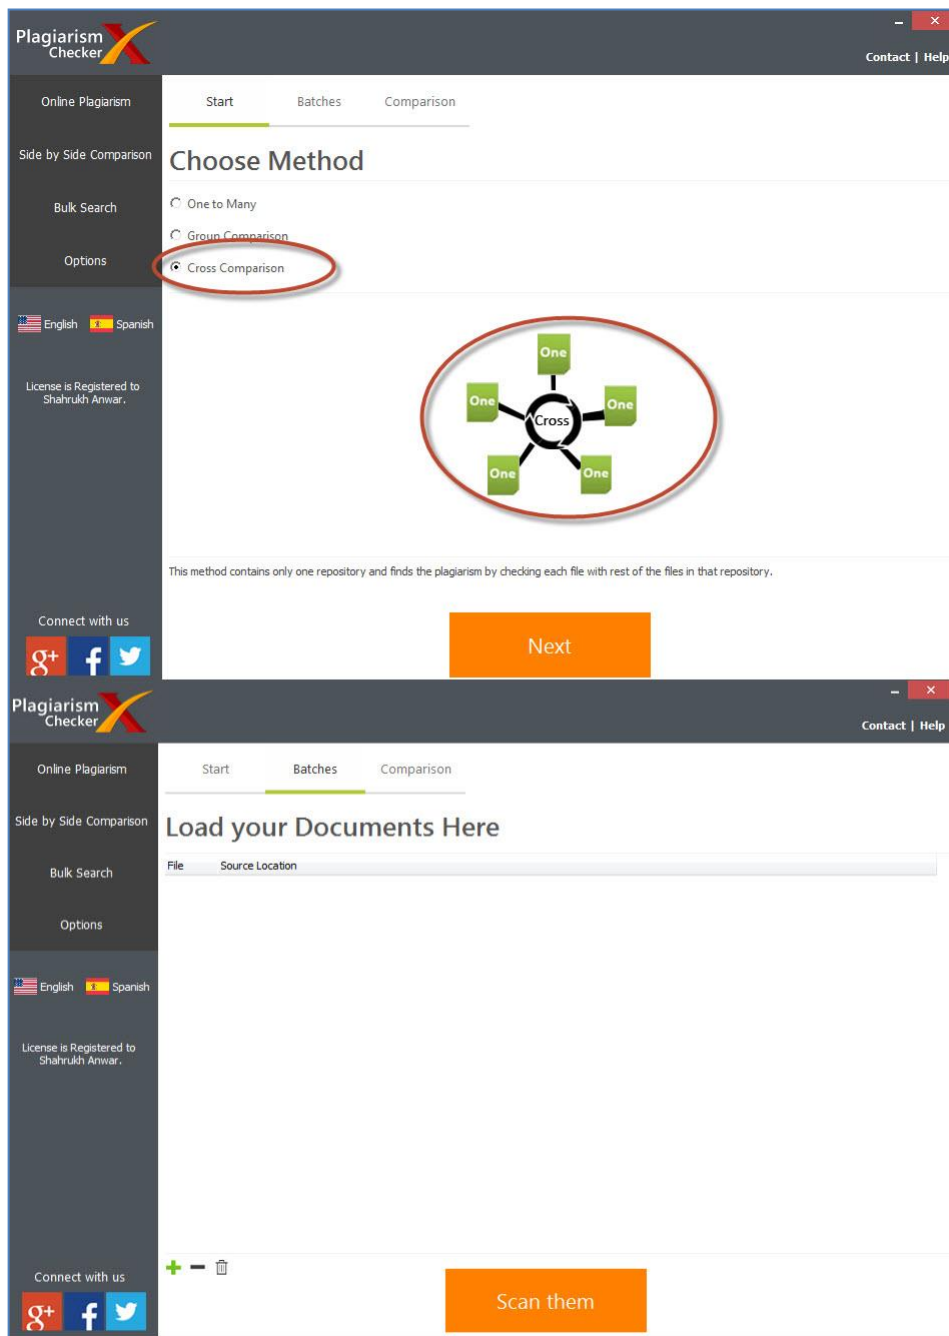 Plagiarism
Checker
Contact | Help
Online Plagiarism
Side by Side Comparison
Bulk Search
Options
English Spanish
License is Registered to
Shahrukh Anwar.
Connect with us
g+ f
Start Batches Comparison
Choose Method
One to Many
Group Comparison
Cross Comparison
One
One
One
Cross
One
One
This method contains only one repository and finds the plagiarism by checking each file with rest of the files in that repository.
Next
Plagiarism
Checker
Contact | Help
Online Plagiarism
Side by Side Comparison
Bulk Search
Options
English Spanish
License is Registered to
Shahrukh Anwar.
Connect with us
g+ f
Start Batches Comparison
Load your Documents Here
File Source Location
Scan them